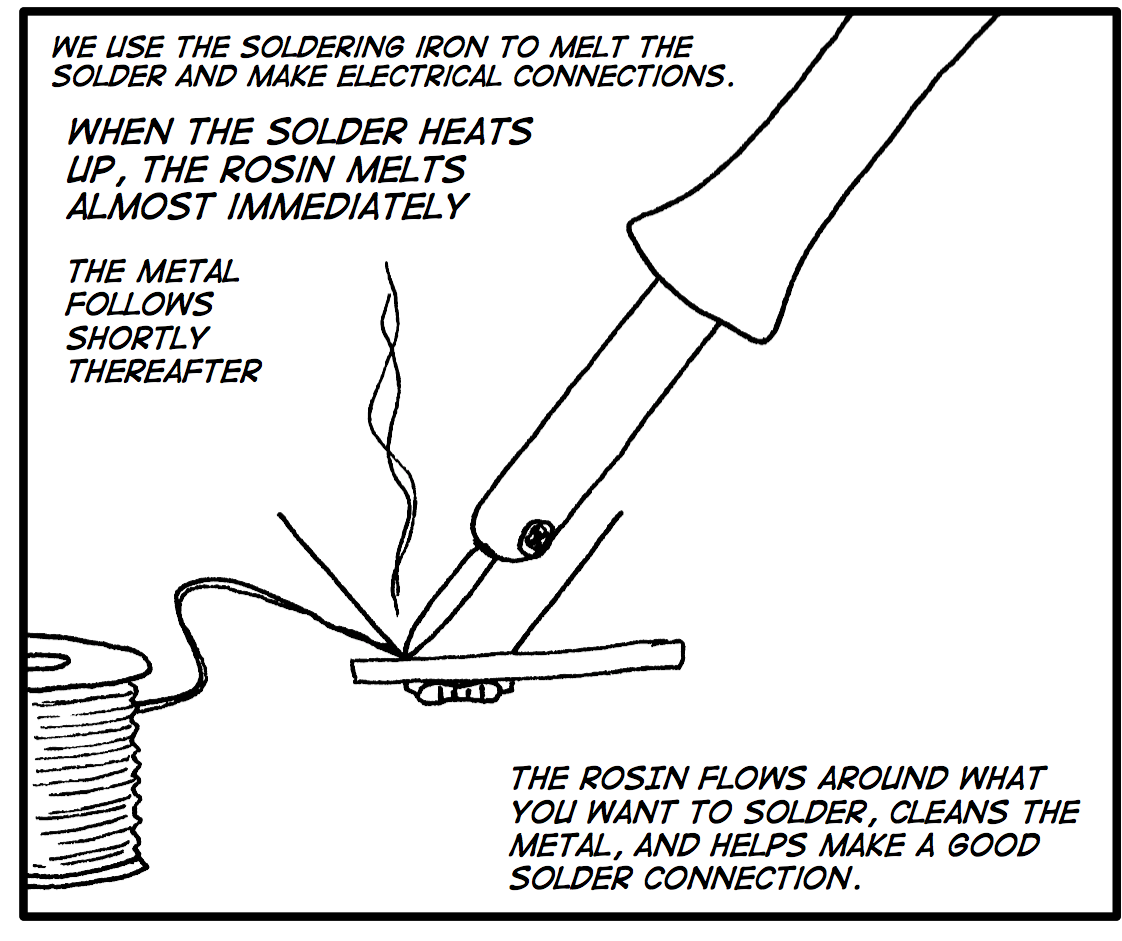 WE USE THE SOLDERING IRON TO MELT THE
SOLDER AND MAKE ELECTRICAL CONNECTIONS.
WHEN THE SOLDER HEATS
UP, THE ROSIN MELTS
ALMOST IMMEDIATELY
THE METAL
FOLLOWS
SHORTLY
THEREAFTER
THE ROSIN FLOWS AROUND WHAT
YOU WANT TO SOLDER, CLEANS THE
METAL, AND HELPS MAKE A GOOD
SOLDER CONNECTION.